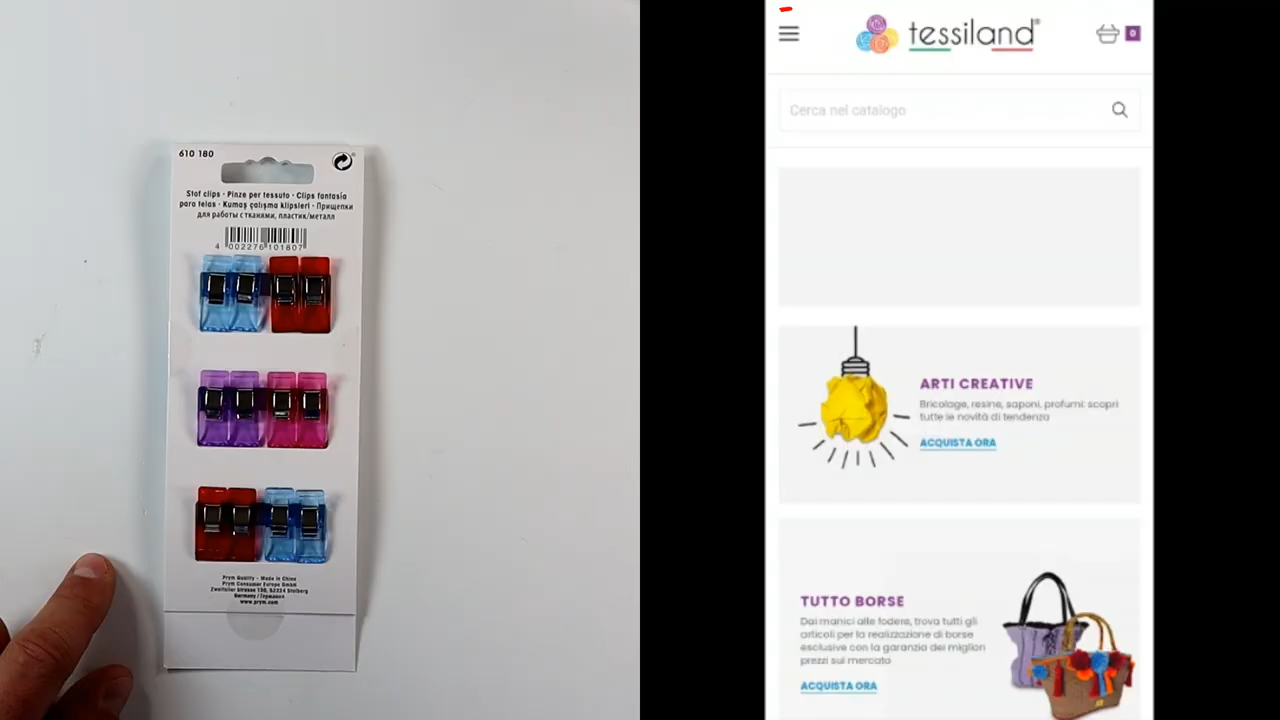 610 180
Stof clips · Pinze per tessuto · Clips fantasía
para telas · Kumaş çalışma klipsleri · Прищепки
для работы с тканями, пластик/металл
4 002276 101807
Prym Quality - Made in China
Prym Consumer Europe GmbH
Zweifaller Strasse 130, 52224 Stolberg
Germany / Германия
www.prym.com
tessiland®
0
Cerca nel catalogo
ARTI CREATIVE
Bricolage, resine, saponi, profumi: scopri
tutte le novità di tendenza
ACQUISTA ORA
TUTTO BORSE
Dai manici alle fodere, trova tutti gli
articoli per la realizzazione di borse
esclusive con la garanzia dei migliori
prezzi sul mercato
ACQUISTA ORA